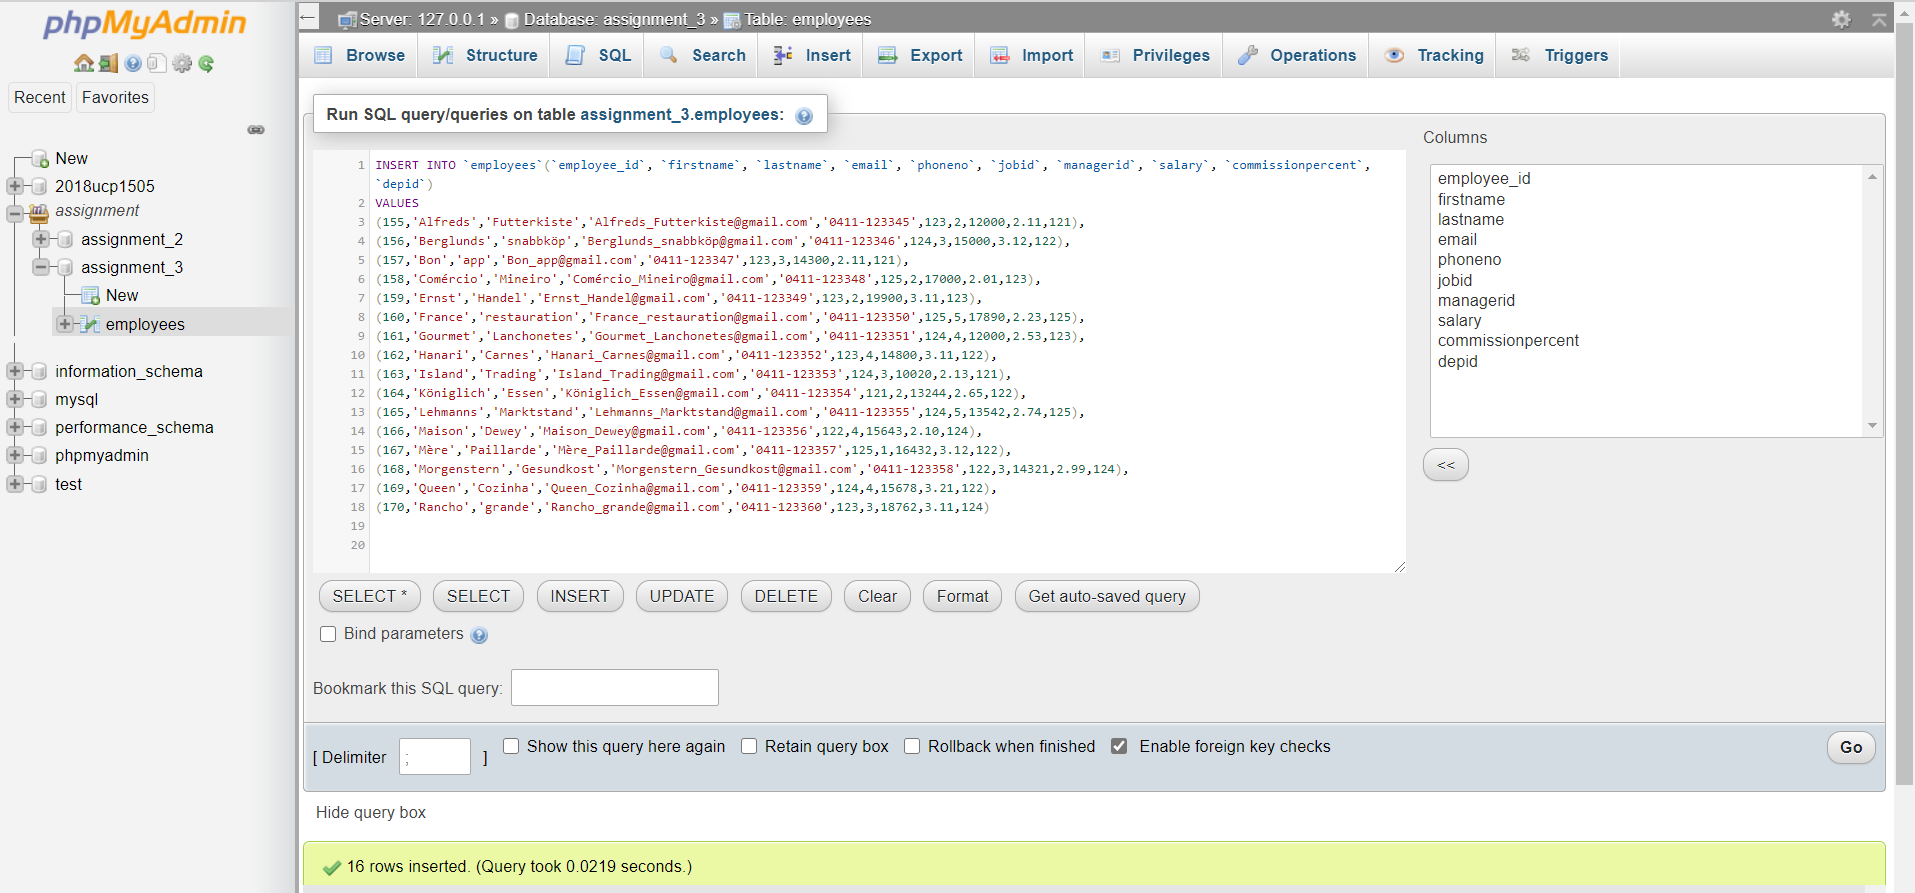 phpMyAdmin
Recent Favorites
New
2018ucp1505
assignment
assignment_2
assignment_3
New
employees
information_schema
mysql
performance_schema
phpmyadmin
test
Server: 127.0.0.1 » Database: assignment_3 » Table: employees
Browse Structure SQL Search Insert Export Import Privileges Operations Tracking Triggers
Run SQL query/queries on table assignment_3.employees:
1 INSERT INTO `employees`(`employee_id`, `firstname`, `lastname`, `email`, `phoneno`, `jobid`, `managerid`, `salary`, `commissionpercent`,
`depid`)
2 VALUES
3 (155,'Alfreds','Futterkiste','Alfreds_Futterkiste@gmail.com','0411-123345',123,2,12000,2.11,121),
4 (156,'Berglunds','snabbköp','Berglunds_snabbköp@gmail.com','0411-123346',124,3,15000,3.12,122),
5 (157,'Bon','app','Bon_app@gmail.com','0411-123347',123,3,14300,2.11,121),
6 (158,'Comércio','Mineiro','Comércio_Mineiro@gmail.com','0411-123348',125,2,17000,2.01,123),
7 (159,'Ernst','Handel','Ernst_Handel@gmail.com','0411-123349',123,2,19900,3.11,123),
8 (160,'France','restauration','France_restauration@gmail.com','0411-123350',125,5,17890,2.23,125),
9 (161,'Gourmet','Lanchonetes','Gourmet_Lanchonetes@gmail.com','0411-123351',124,4,12000,2.53,123),
10 (162,'Hanari','Carnes','Hanari_Carnes@gmail.com','0411-123352',123,4,14800,3.11,122),
11 (163,'Island','Trading','Island_Trading@gmail.com','0411-123353',124,3,10020,2.13,121),
12 (164,'Königlich','Essen','Königlich_Essen@gmail.com','0411-123354',121,2,13244,2.65,122),
13 (165,'Lehmanns','Marktstand','Lehmanns_Marktstand@gmail.com','0411-123355',124,5,13542,2.74,125),
14 (166,'Maison','Dewey','Maison_Dewey@gmail.com','0411-123356',122,4,15643,2.10,124),
15 (167,'Mère','Paillarde','Mère_Paillarde@gmail.com','0411-123357',125,1,16432,3.12,122),
16 (168,'Morgenstern','Gesundkost','Morgenstern_Gesundkost@gmail.com','0411-123358',122,3,14321,2.99,124),
17 (169,'Queen','Cozinha','Queen_Cozinha@gmail.com','0411-123359',124,4,15678,3.21,122),
18 (170,'Rancho','grande','Rancho_grande@gmail.com','0411-123360',123,3,18762,3.11,124)
19
20
Columns
employee_id
firstname
lastname
email
phoneno
jobid
managerid
salary
commissionpercent
depid
<<
SELECT * SELECT INSERT UPDATE DELETE Clear Format Get auto-saved query
Bind parameters
Bookmark this SQL query:
[ Delimiter ; ] Show this query here again Retain query box Rollback when finished Enable foreign key checks Go
Hide query box
16 rows inserted. (Query took 0.0219 seconds.)